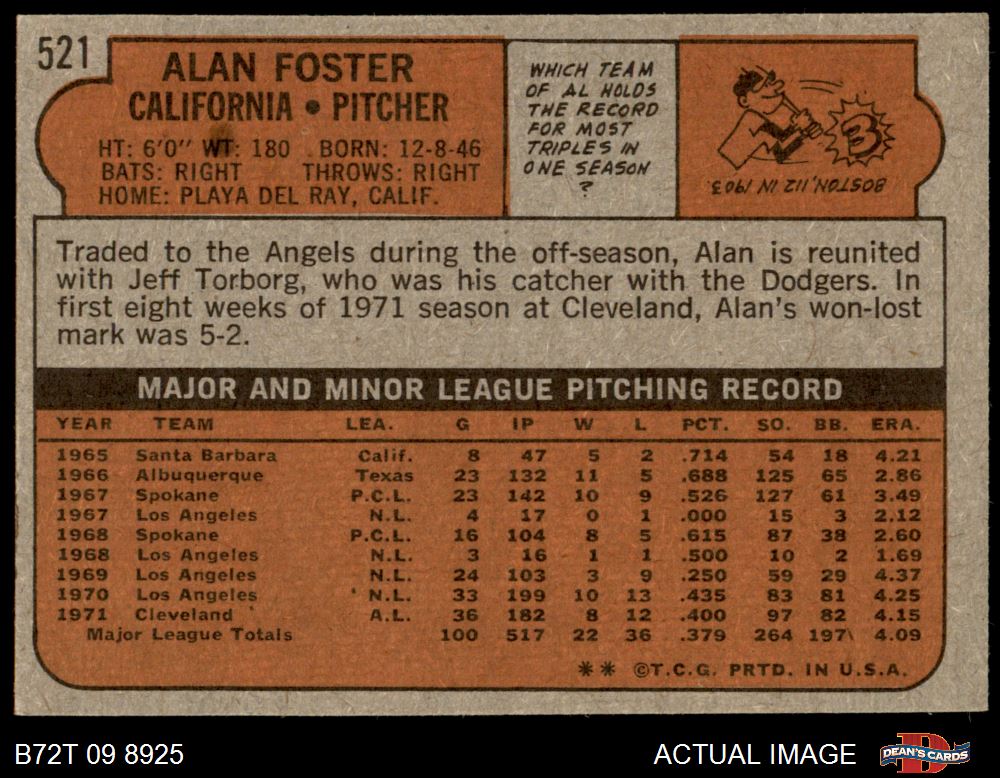 521
ALAN FOSTER
CALIFORNIA • PITCHER
HT: 6'0" WT: 180 BORN: 12-8-46
BATS: RIGHT THROWS: RIGHT
HOME: PLAYA DEL RAY, CALIF.
WHICH TEAM
OF AL HOLDS
THE RECORD
FOR MOST
TRIPLES IN
ONE SEASON
?
3
BOSTON, 112 IN 1903.
Traded to the Angels during the off-season, Alan is reunited
with Jeff Torborg, who was his catcher with the Dodgers. In
first eight weeks of 1971 season at Cleveland, Alan's won-lost
mark was 5-2.
MAJOR AND MINOR LEAGUE PITCHING RECORD
YEAR TEAM LEA. G IP W L PCT. SO. BB. ERA.
1965 Santa Barbara Calif. 8 47 5 2 .714 54 18 4.21
1966 Albuquerque Texas 23 132 11 5 .688 125 65 2.86
1967 Spokane P.C.L. 23 142 10 9 .526 127 61 3.49
1967 Los Angeles N.L. 4 17 0 1 .000 15 3 2.12
1968 Spokane P.C.L. 16 104 8 5 .615 87 38 2.60
1968 Los Angeles N.L. 3 16 1 1 .500 10 2 1.69
1969 Los Angeles N.L. 24 103 3 9 .250 59 29 4.37
1970 Los Angeles N.L. 33 199 10 13 .435 83 81 4.25
1971 Cleveland A.L. 36 182 8 12 .400 97 82 4.15
Major League Totals 100 517 22 36 .379 264 197 4.09
** ©T.C.G. PRTD. IN U.S.A.
B72T 09 8925
ACTUAL IMAGE
D
DEAN'S CARDS